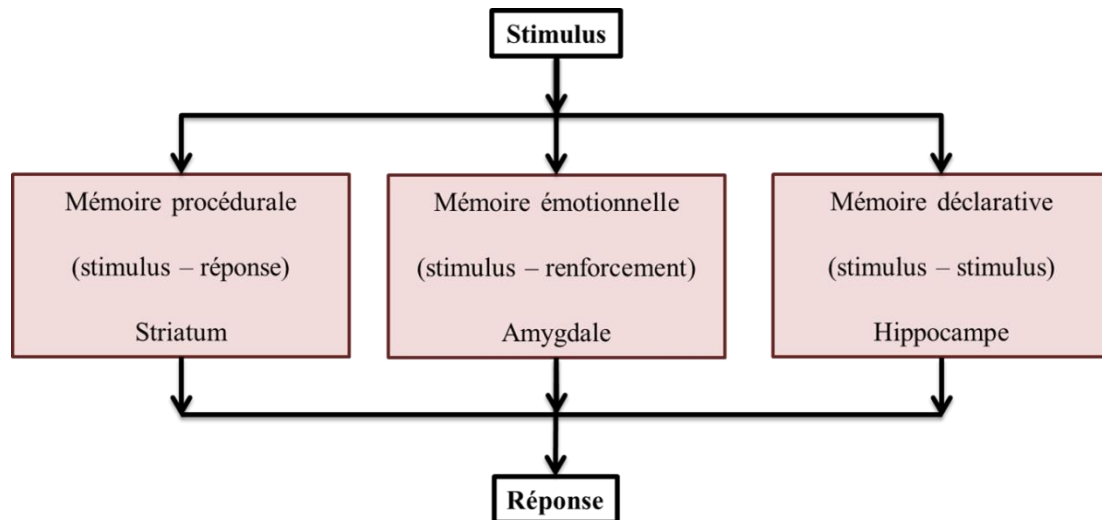 Stimulus
Mémoire procédurale
(stimulus – réponse)
Striatum
Mémoire émotionnelle
(stimulus – renforcement)
Amygdale
Mémoire déclarative
(stimulus – stimulus)
Hippocampe
Réponse